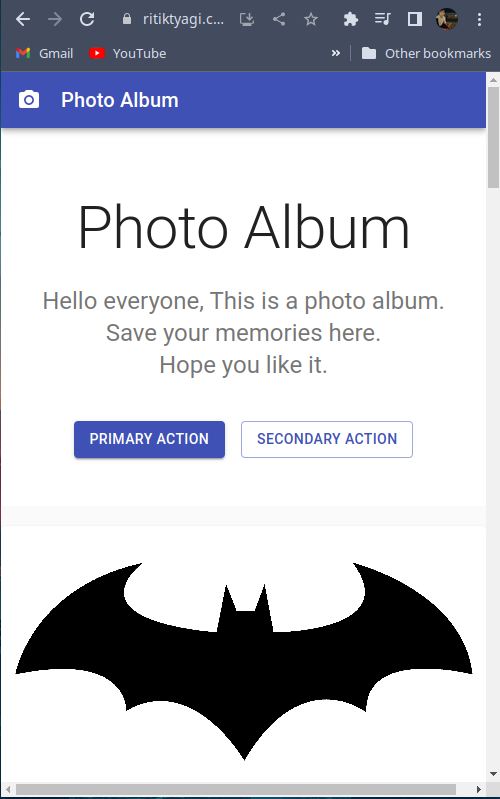 ritiktyagi.c...
Gmail
YouTube
»
Other bookmarks
Photo Album
Photo Album
Hello everyone, This is a photo album.
Save your memories here.
Hope you like it.
PRIMARY ACTION
SECONDARY ACTION